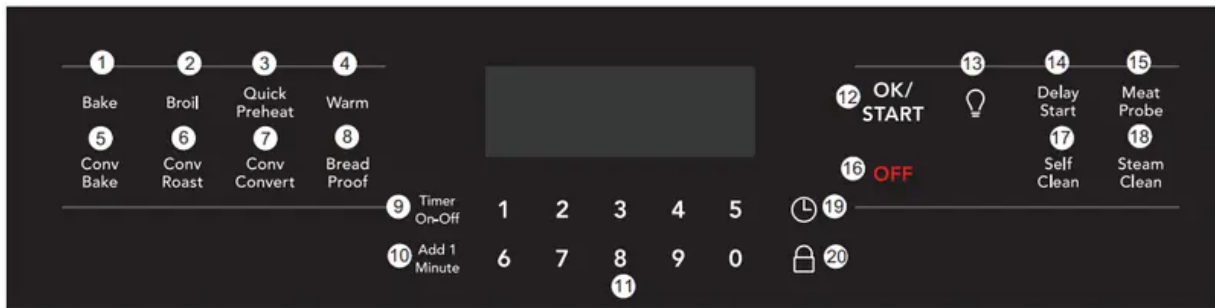 1 2 3 4
Bake Broil Quick Preheat Warm
5 6 7 8
Conv Bake Conv Roast Conv Convert Bread Proof
9 Timer On-Off 1 2 3 4 5 19
10 Add 1 Minute 6 7 8 9 0 20
11
13 14 15
12 OK/ START Delay Start Meat Probe
17 18
16 OFF Self Clean Steam Clean